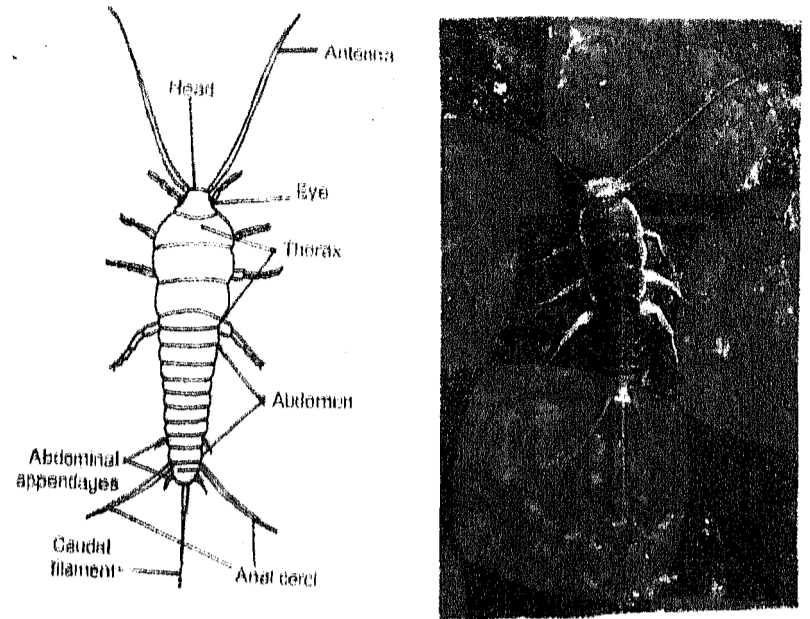 Antenna
Head
Eye
Thorax
Abdomen
Abdominal
appendages
Caudal
filament
Anal cerci